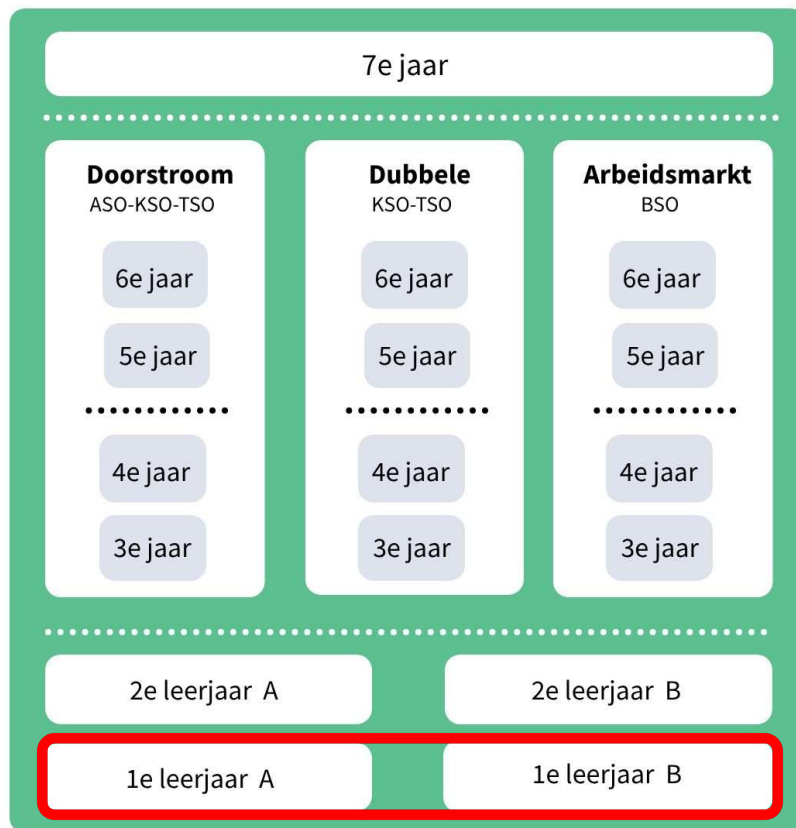 7e jaar
Doorstroom
ASO-KSO-TSO
6e jaar
5e jaar
4e jaar
3e jaar
Dubbele
KSO-TSO
6e jaar
5e jaar
4e jaar
3e jaar
Arbeidsmarkt
BSO
6e jaar
5e jaar
4e jaar
3e jaar
2e leerjaar A
2e leerjaar B
1e leerjaar A
1e leerjaar B